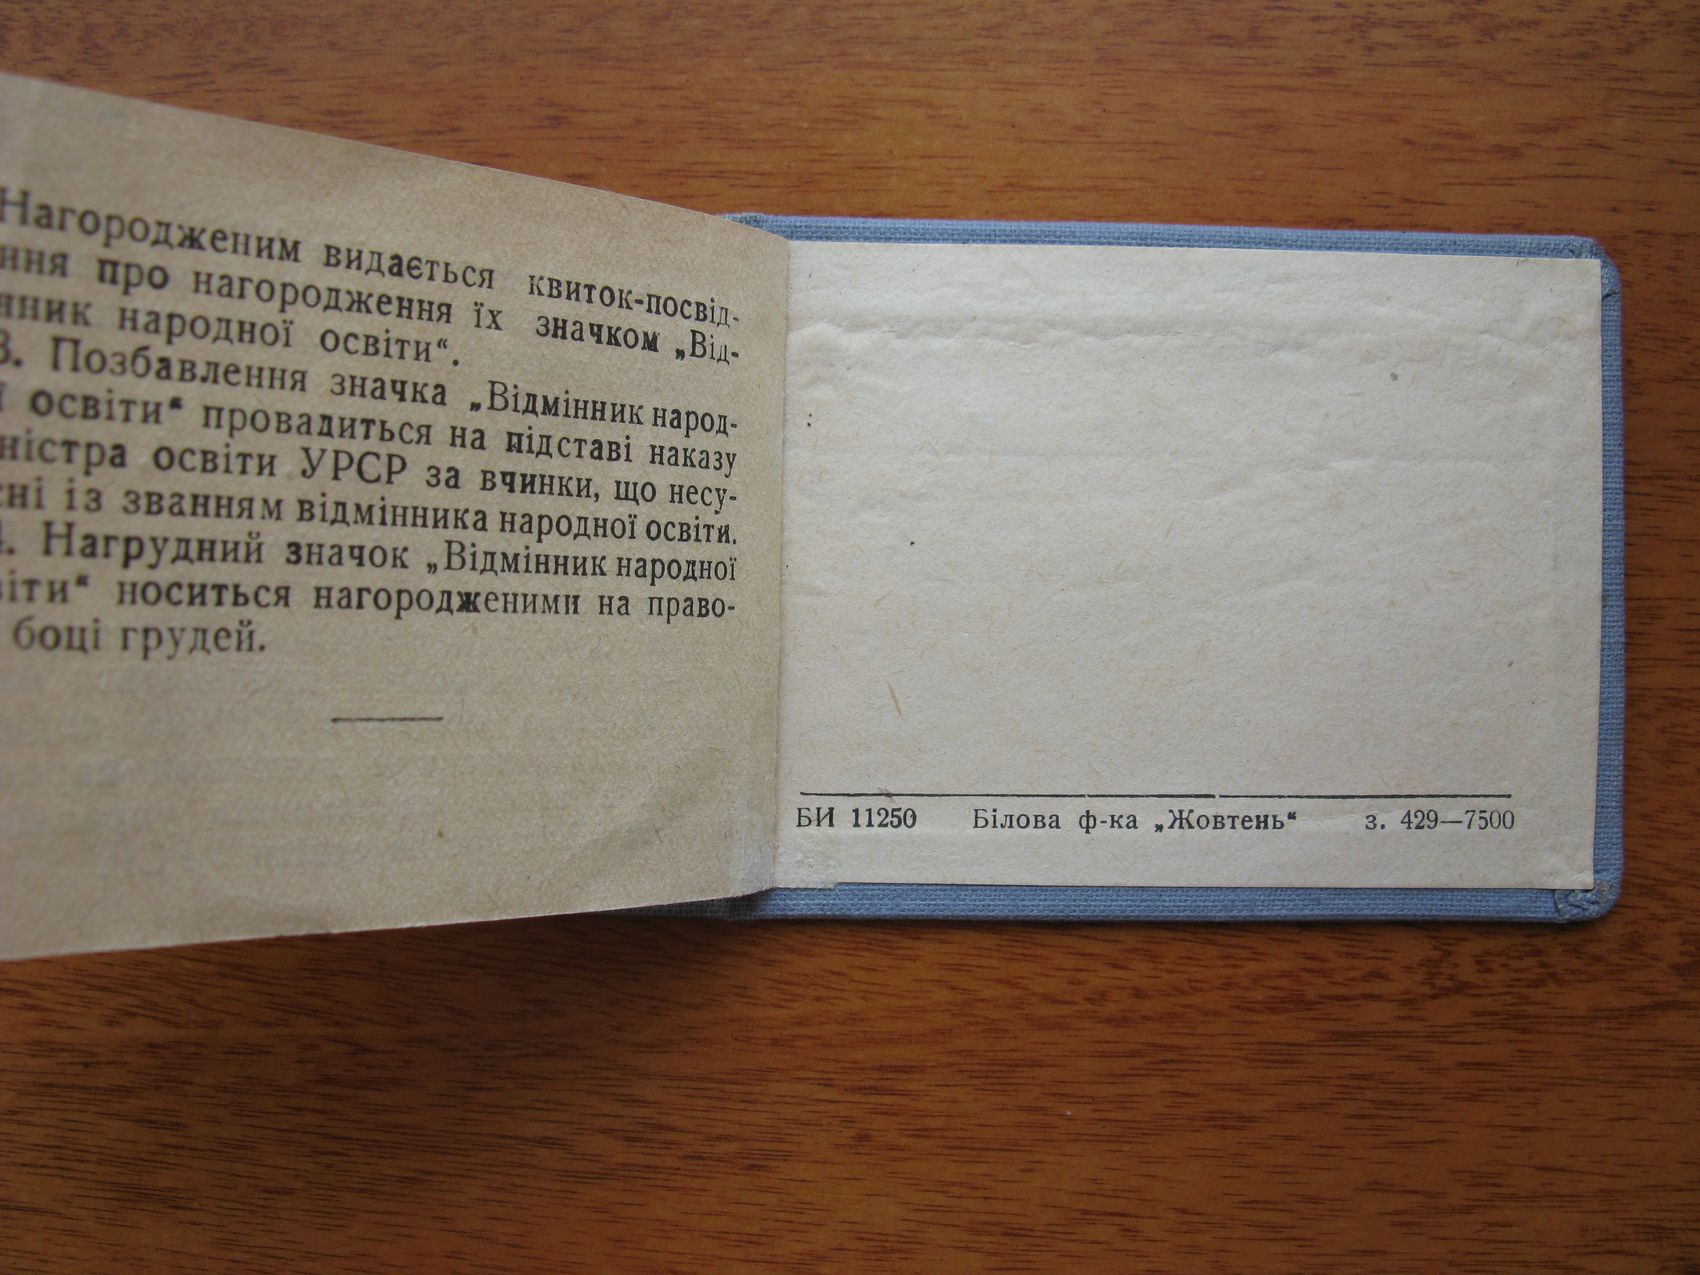 Нагородженим видається квиток-посвід-
ння про нагородження їх значком „Від-
нник народної освіти“.
3. Позбавлення значка „Відмінник народ-
ї освіти“ провадиться на підставі наказу
ністра освіти УРСР за вчинки, що несу-
сні із званням відмінника народної освіти.
4. Нагрудний значок „Відмінник народної
віти“ носиться нагородженими на право-
боці грудей.
БИ 11250 Білова ф-ка „Жовтень“ з. 429—7500